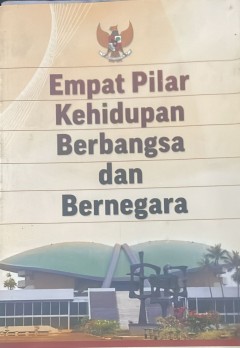 Empat Pilar
Kehidupan
Berbangsa
dan
Bernegara